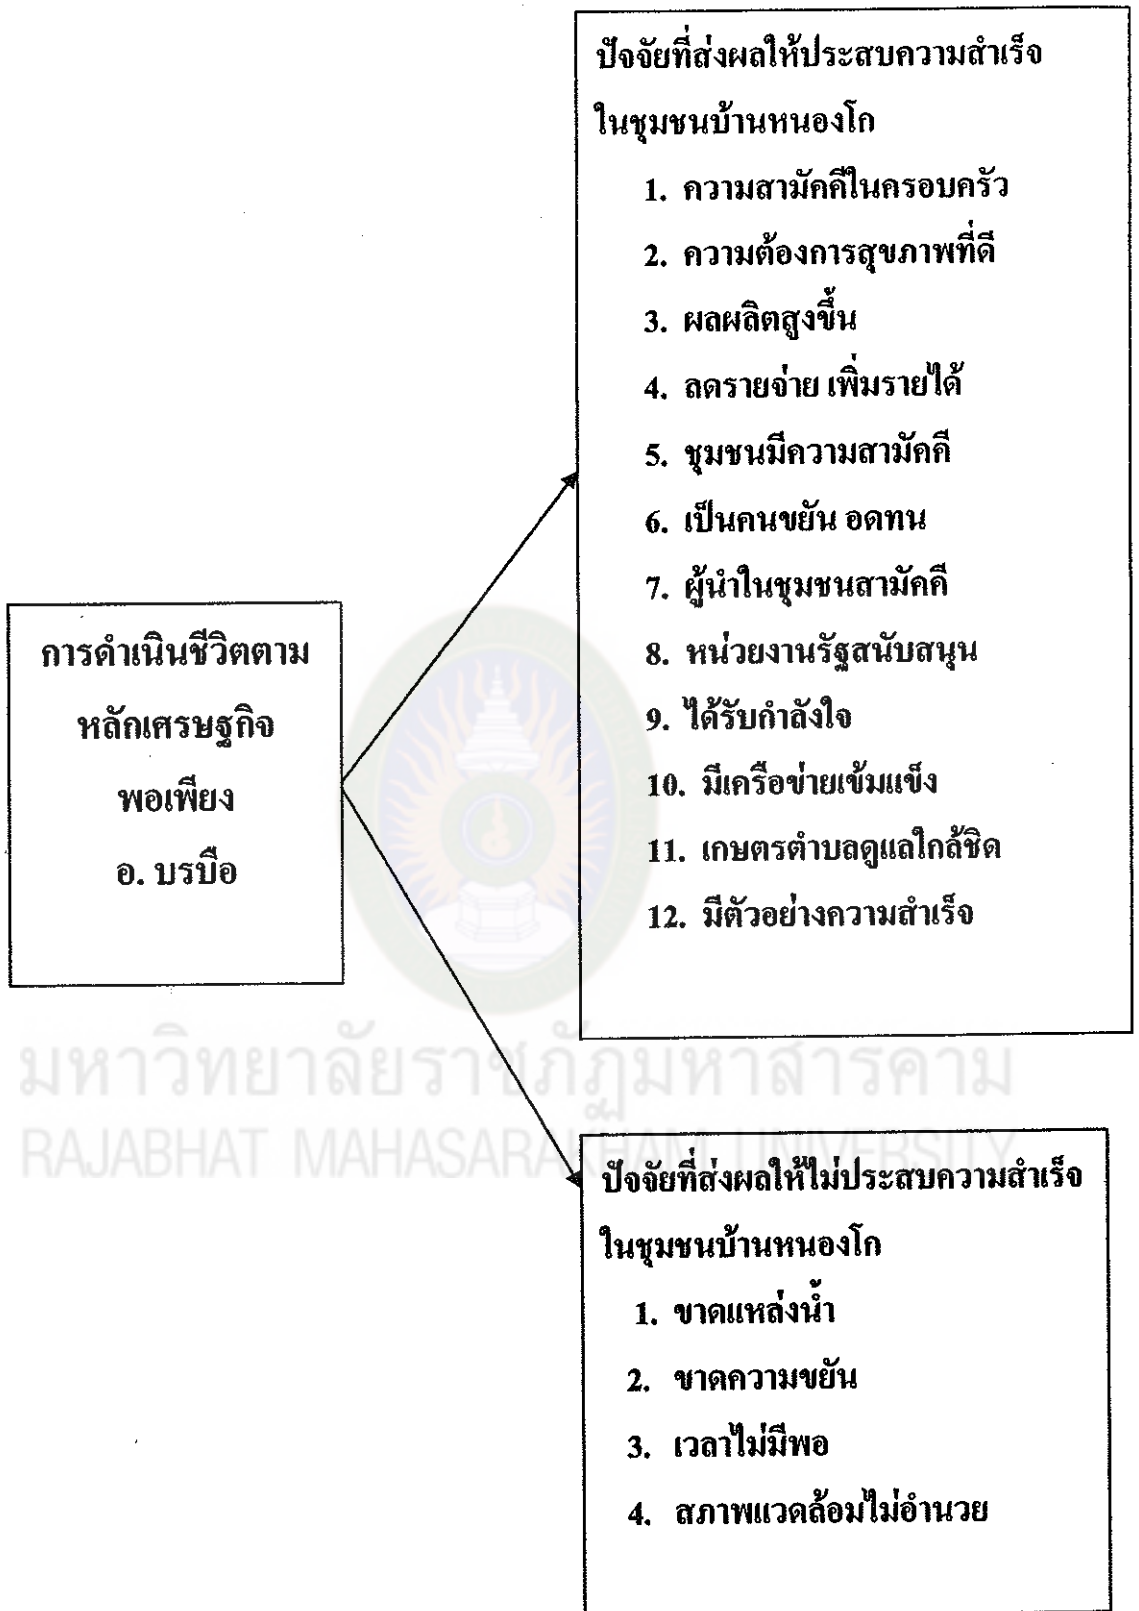 ปัจจัยที่ส่งผลให้ประสบความสำเร็จ
ในชุมชนบ้านหนองโก
1. ความสามัคคีในครอบครัว
2. ความต้องการสุขภาพที่ดี
3. ผลผลิตสูงขึ้น
4. ลดรายจ่าย เพิ่มรายได้
5. ชุมชนมีความสามัคคี
6. เป็นคนขยัน อดทน
7. ผู้นำในชุมชนสามัคคี
8. หน่วยงานรัฐสนับสนุน
9. ได้รับกำลังใจ
10. มีเครือข่ายเข้มแข็ง
11. เกษตรตำบลดูแลใกล้ชิด
12. มีตัวอย่างความสำเร็จ
การดำเนินชีวิตตาม
หลักเศรษฐกิจ
พอเพียง
อ. บรบือ
มหาวิทยาลัยราชภัฏมหาสารคาม
RAJABHAT MAHASARAKHAM UNIVERSITY
ปัจจัยที่ส่งผลให้ไม่ประสบความสำเร็จ
ในชุมชนบ้านหนองโก
1. ขาดแหล่งน้ำ
2. ขาดความขยัน
3. เวลาไม่มีพอ
4. สภาพแวดล้อมไม่อำนวย